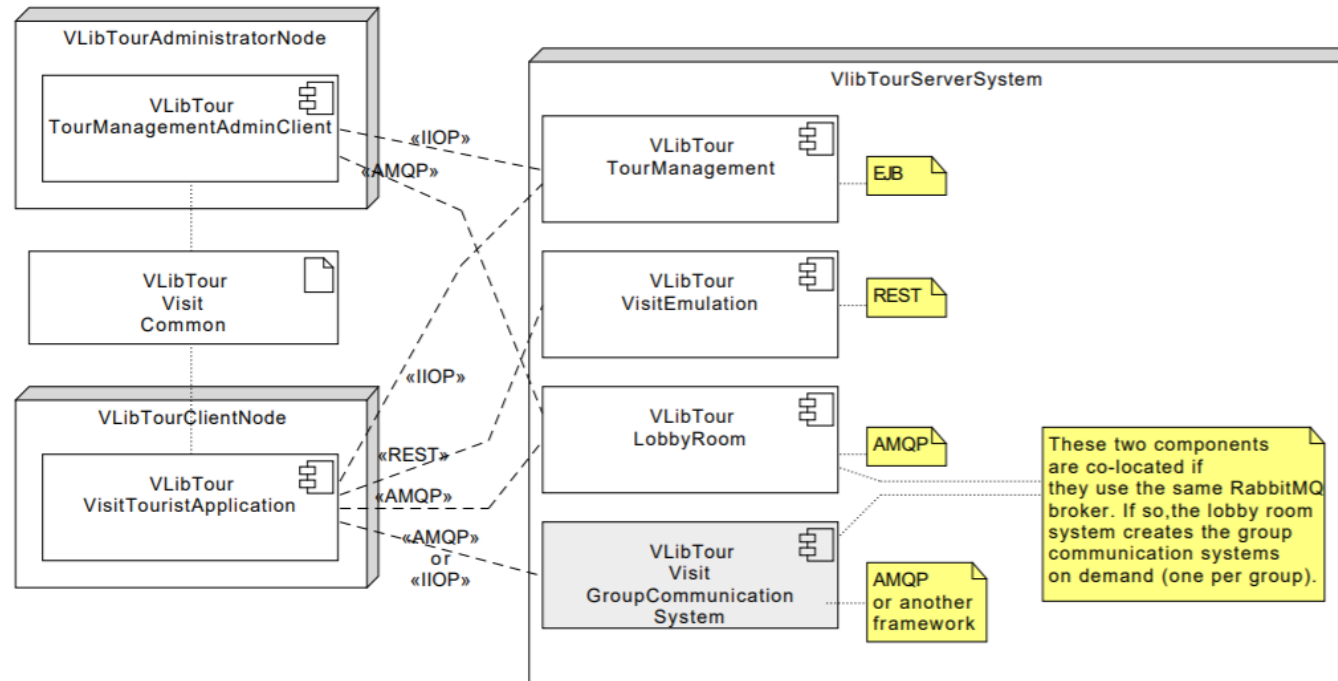 VLibTourAdministratorNode
VLibTour
TourManagementAdminClient
VLibTour
Visit
Common
VLibTourClientNode
VLibTour
VisitTouristApplication
«IIOP»
«AMQP»
«IIOP»
«REST»
«AMQP»
«AMQP»
or
«IIOP»
VlibTourServerSystem
VLibTour
TourManagement
EJB
VLibTour
VisitEmulation
REST
VLibTour
LobbyRoom
AMQP
VLibTour
Visit
GroupCommunication
System
AMQP
or another
framework
These two components
are co-located if
they use the same RabbitMQ
broker. If so,the lobby room
system creates the group
communication systems
on demand (one per group).